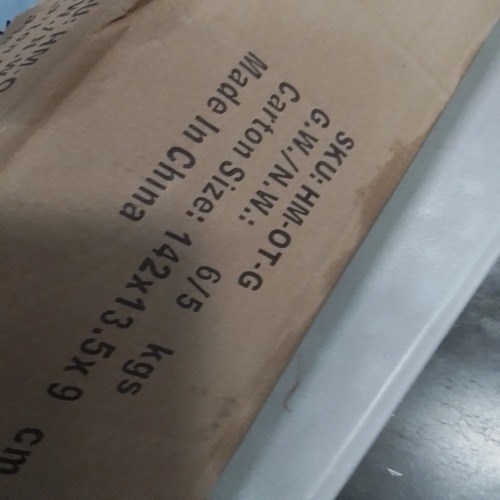 SKU: HM-OT-G
G.W./N.W.: 6/5 kgs
Carton Size: 142x13.5x9 cm
Made In China